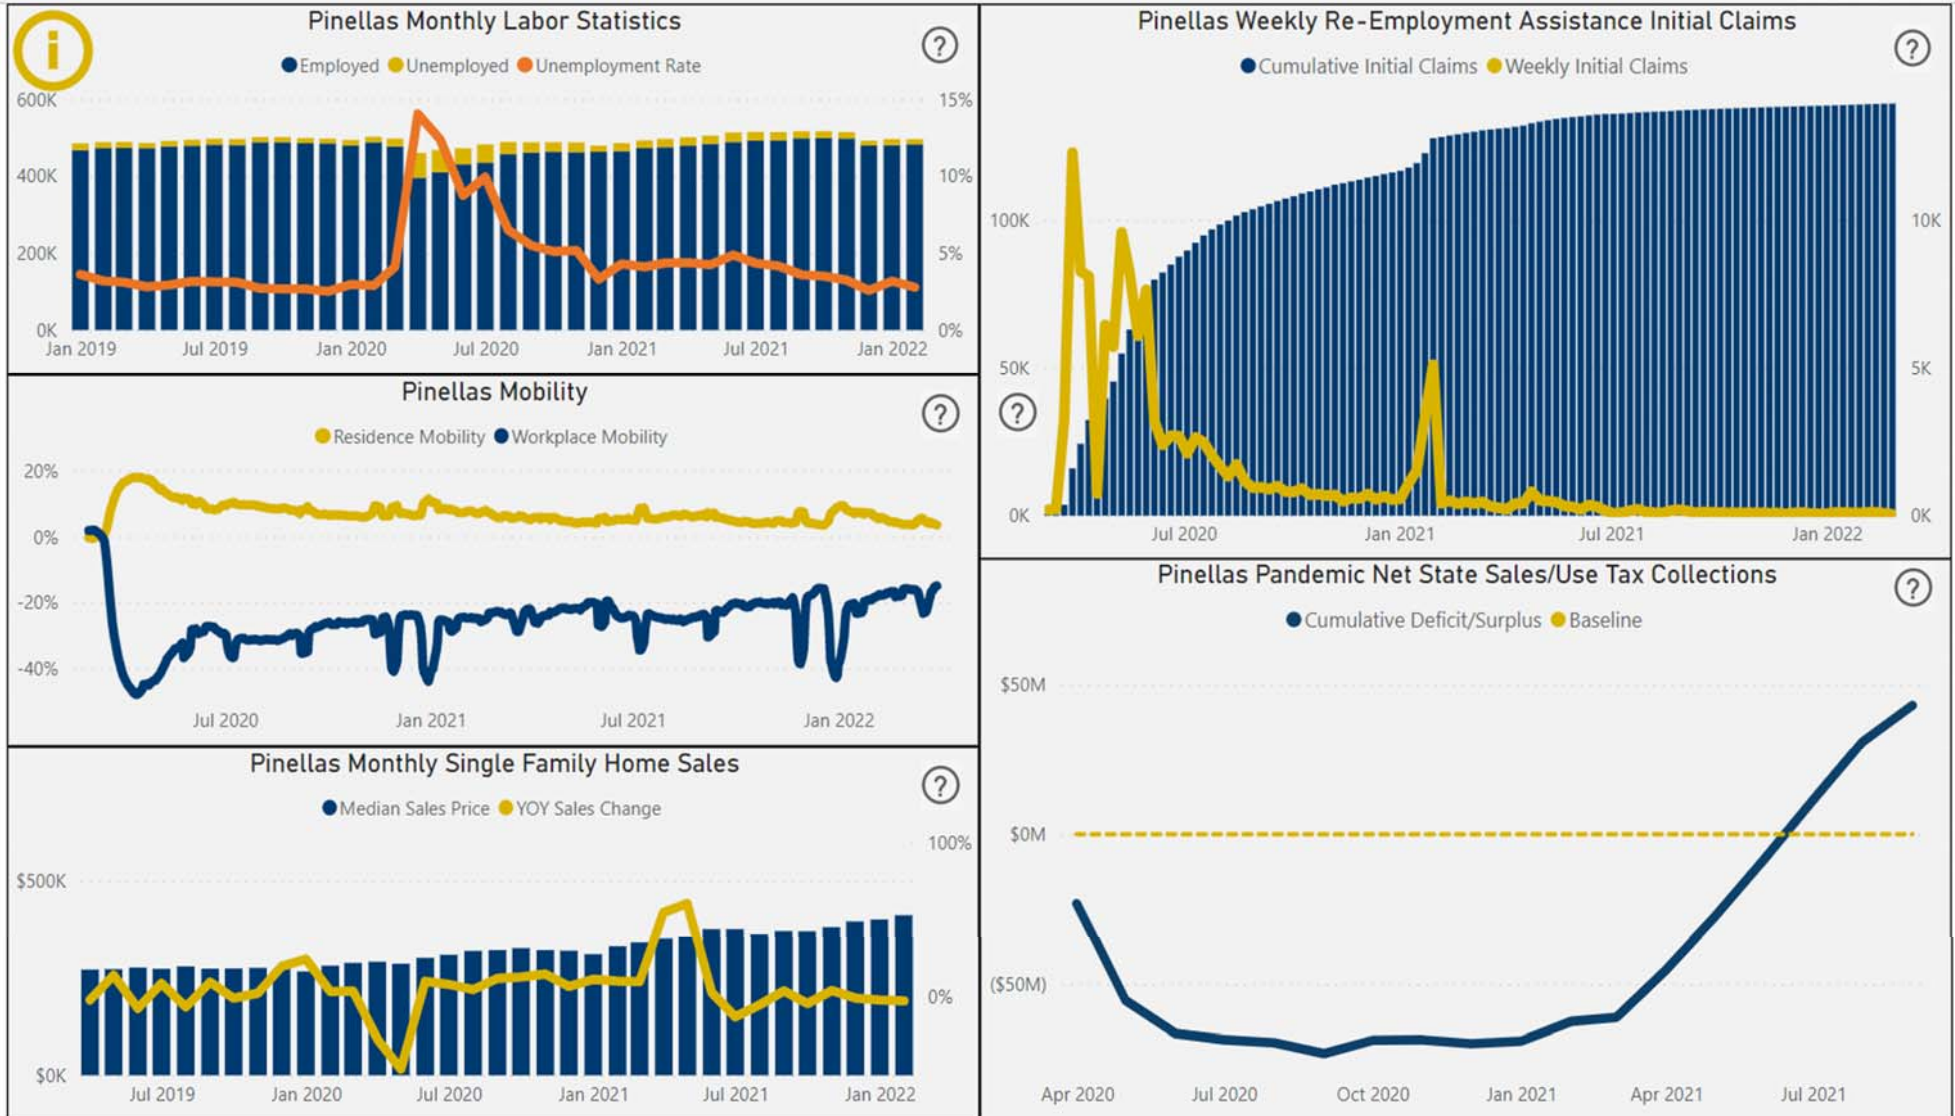 i
Pinellas Monthly Labor Statistics
?
Employed Unemployed Unemployment Rate
600K 15%
400K 10%
200K 5%
0K 0%
Jan 2019 Jul 2019 Jan 2020 Jul 2020 Jan 2021 Jul 2021 Jan 2022
Pinellas Mobility
?
Residence Mobility Workplace Mobility
20%
0%
-20%
-40%
Jul 2020 Jan 2021 Jul 2021 Jan 2022
Pinellas Monthly Single Family Home Sales
?
Median Sales Price YOY Sales Change
100%
$500K
0%
$0K
Jul 2019 Jan 2020 Jul 2020 Jan 2021 Jul 2021 Jan 2022
Pinellas Weekly Re-Employment Assistance Initial Claims
?
Cumulative Initial Claims Weekly Initial Claims
100K 10K
50K 5K
?
0K 0K
Jul 2020 Jan 2021 Jul 2021 Jan 2022
Pinellas Pandemic Net State Sales/Use Tax Collections
?
Cumulative Deficit/Surplus Baseline
$50M
$0M
($50M)
Apr 2020 Jul 2020 Oct 2020 Jan 2021 Apr 2021 Jul 2021